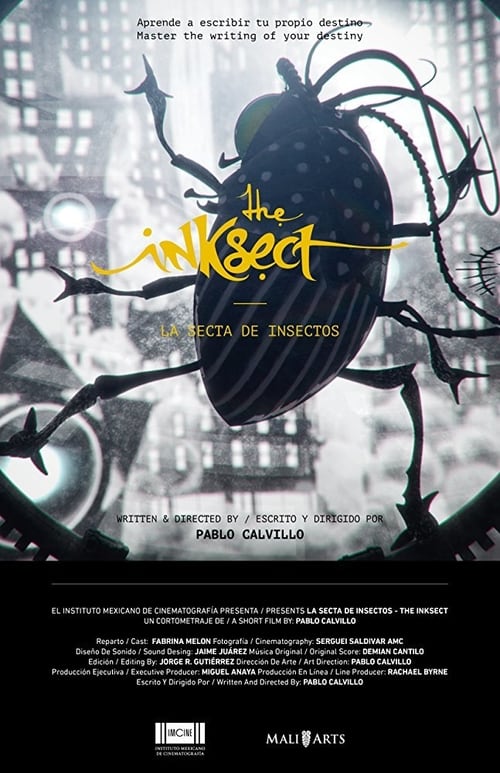 Aprende a escribir tu propio destino
Master the writing of your destiny
the
inksect
LA SECTA DE INSECTOS
WRITTEN & DIRECTED BY / ESCRITO Y DIRIGIDO POR
PABLO CALVILLO
EL INSTITUTO MEXICANO DE CINEMATOGRAFÍA PRESENTA / PRESENTS LA SECTA DE INSECTOS - THE INKSECT
UN CORTOMETRAJE DE / A SHORT FILM BY: PABLO CALVILLO
Reparto / Cast: FABRINA MELON Fotografía / Cinematography: SERGUEI SALDIVAR AMC
Diseño De Sonido / Sound Desing: JAIME JUÁREZ Música Original / Original Score: DEMIAN CANTILO
Edición / Editing By: JORGE R. GUTIÉRREZ Dirección De Arte / Art Direction: PABLO CALVILLO
Producción Ejecutiva / Executive Producer: MIGUEL ANAYA Producción En Línea / Line Producer: RACHAEL BYRNE
Escrito Y Dirigido Por / Written And Directed By: PABLO CALVILLO
IMCINE
INSTITUTO MEXICANO
DE CINEMATOGRAFÍA
MALI ARTS